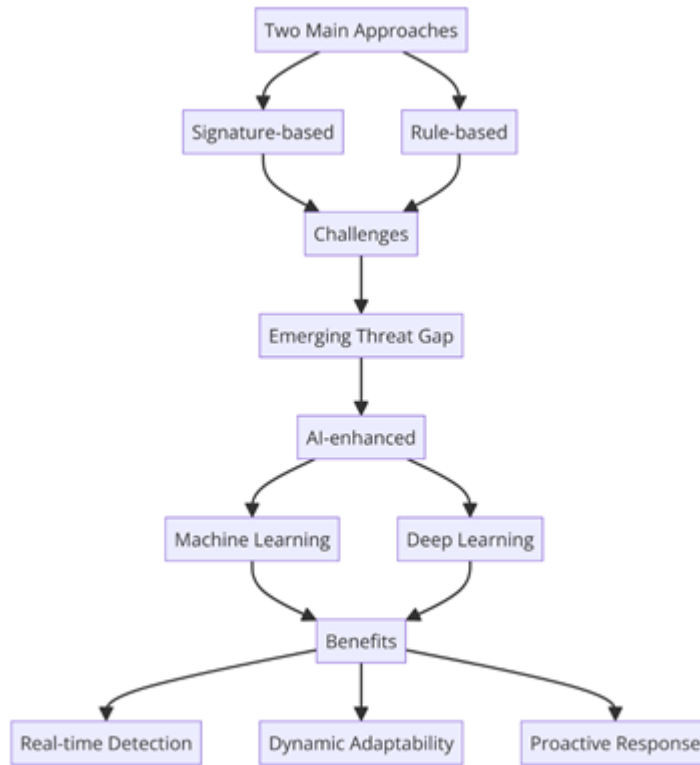 Two Main Approaches
Signature-based
Rule-based
Challenges
Emerging Threat Gap
AI-enhanced
Machine Learning
Deep Learning
Benefits
Real-time Detection
Dynamic Adaptability
Proactive Response